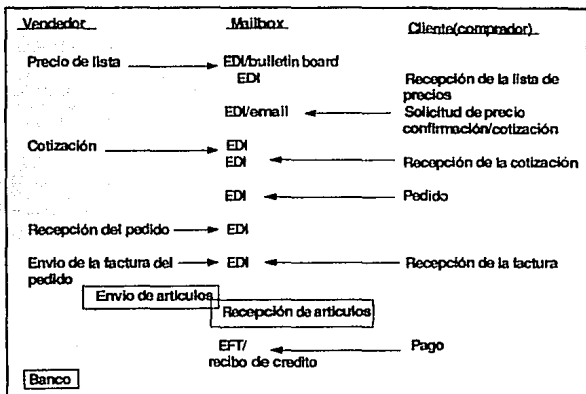 Vendedor Mailbox Cliente(comprador)
Precio de lista EDI/bulletin board
EDI Recepción de la lista de
precios
EDI/email Solicitud de precio
confirmación/cotización
Cotización EDI
EDI Recepción de la cotización
EDI Pedido
Recepción del pedido EDI
Envio de la factura del EDI Recepción de la factura
pedido
Envio de articulos
Recepción de articulos
EFT/ Pago
recibo de credito
Banco